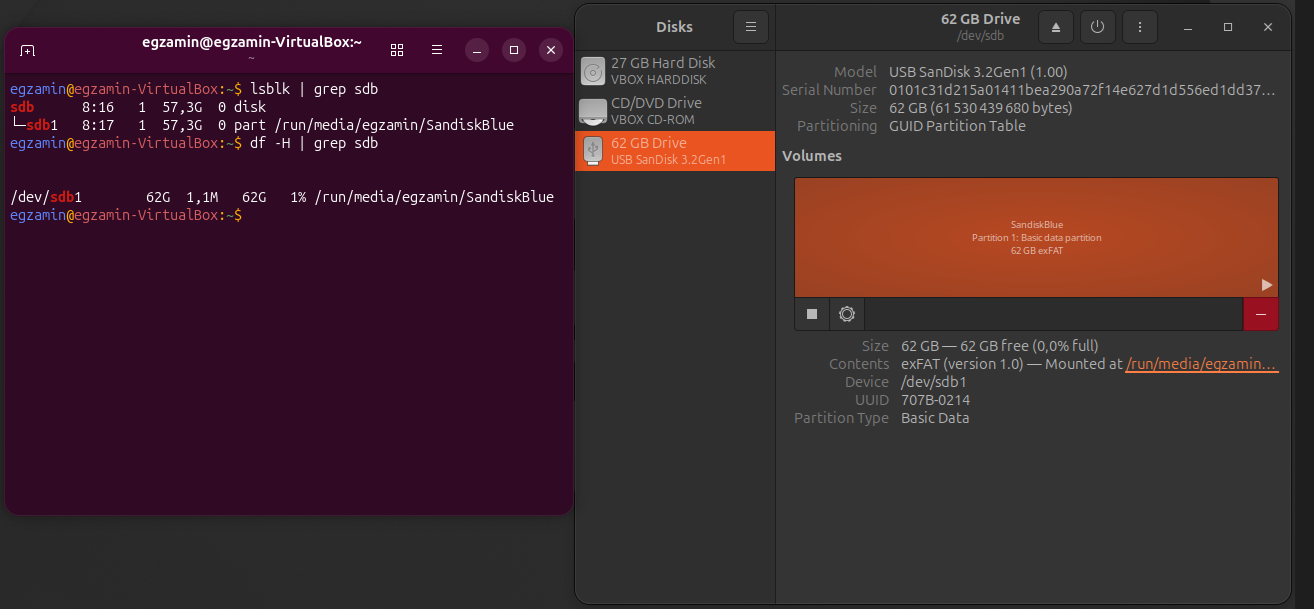 egzamin@egzamin-VirtualBox:~
~
egzamin@egzamin-VirtualBox:~$ lsblk | grep sdb
sdb      8:16   1  57,3G  0 disk
└─sdb1   8:17   1  57,3G  0 part /run/media/egzamin/SandiskBlue
egzamin@egzamin-VirtualBox:~$ df -H | grep sdb
/dev/sdb1        62G  1,1M   62G   1% /run/media/egzamin/SandiskBlue
egzamin@egzamin-VirtualBox:~$
Disks
27 GB Hard Disk
VBOX HARDDISK
CD/DVD Drive
VBOX CD-ROM
62 GB Drive
USB SanDisk 3.2Gen1
62 GB Drive
/dev/sdb
Model USB SanDisk 3.2Gen1 (1.00)
Serial Number 0101c31d215a01411bea290a72f14e627d1d556ed1dd37…
Size 62 GB (61 530 439 680 bytes)
Partitioning GUID Partition Table
Volumes
SandiskBlue
Partition 1: Basic data partition
62 GB exFAT
Size 62 GB — 62 GB free (0,0% full)
Contents exFAT (version 1.0) — Mounted at /run/media/egzamin…
Device /dev/sdb1
UUID 707B-0214
Partition Type Basic Data